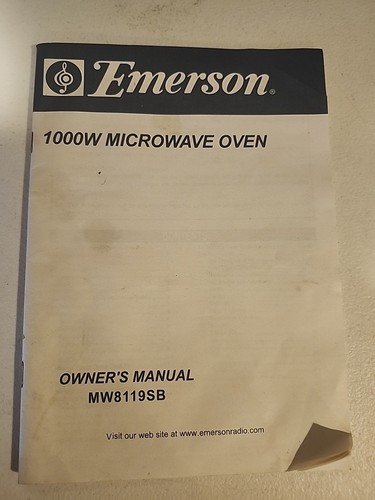 Emerson®
1000W MICROWAVE OVEN
OWNER'S MANUAL
MW8119SB
Visit our web site at www.emersonradio.com